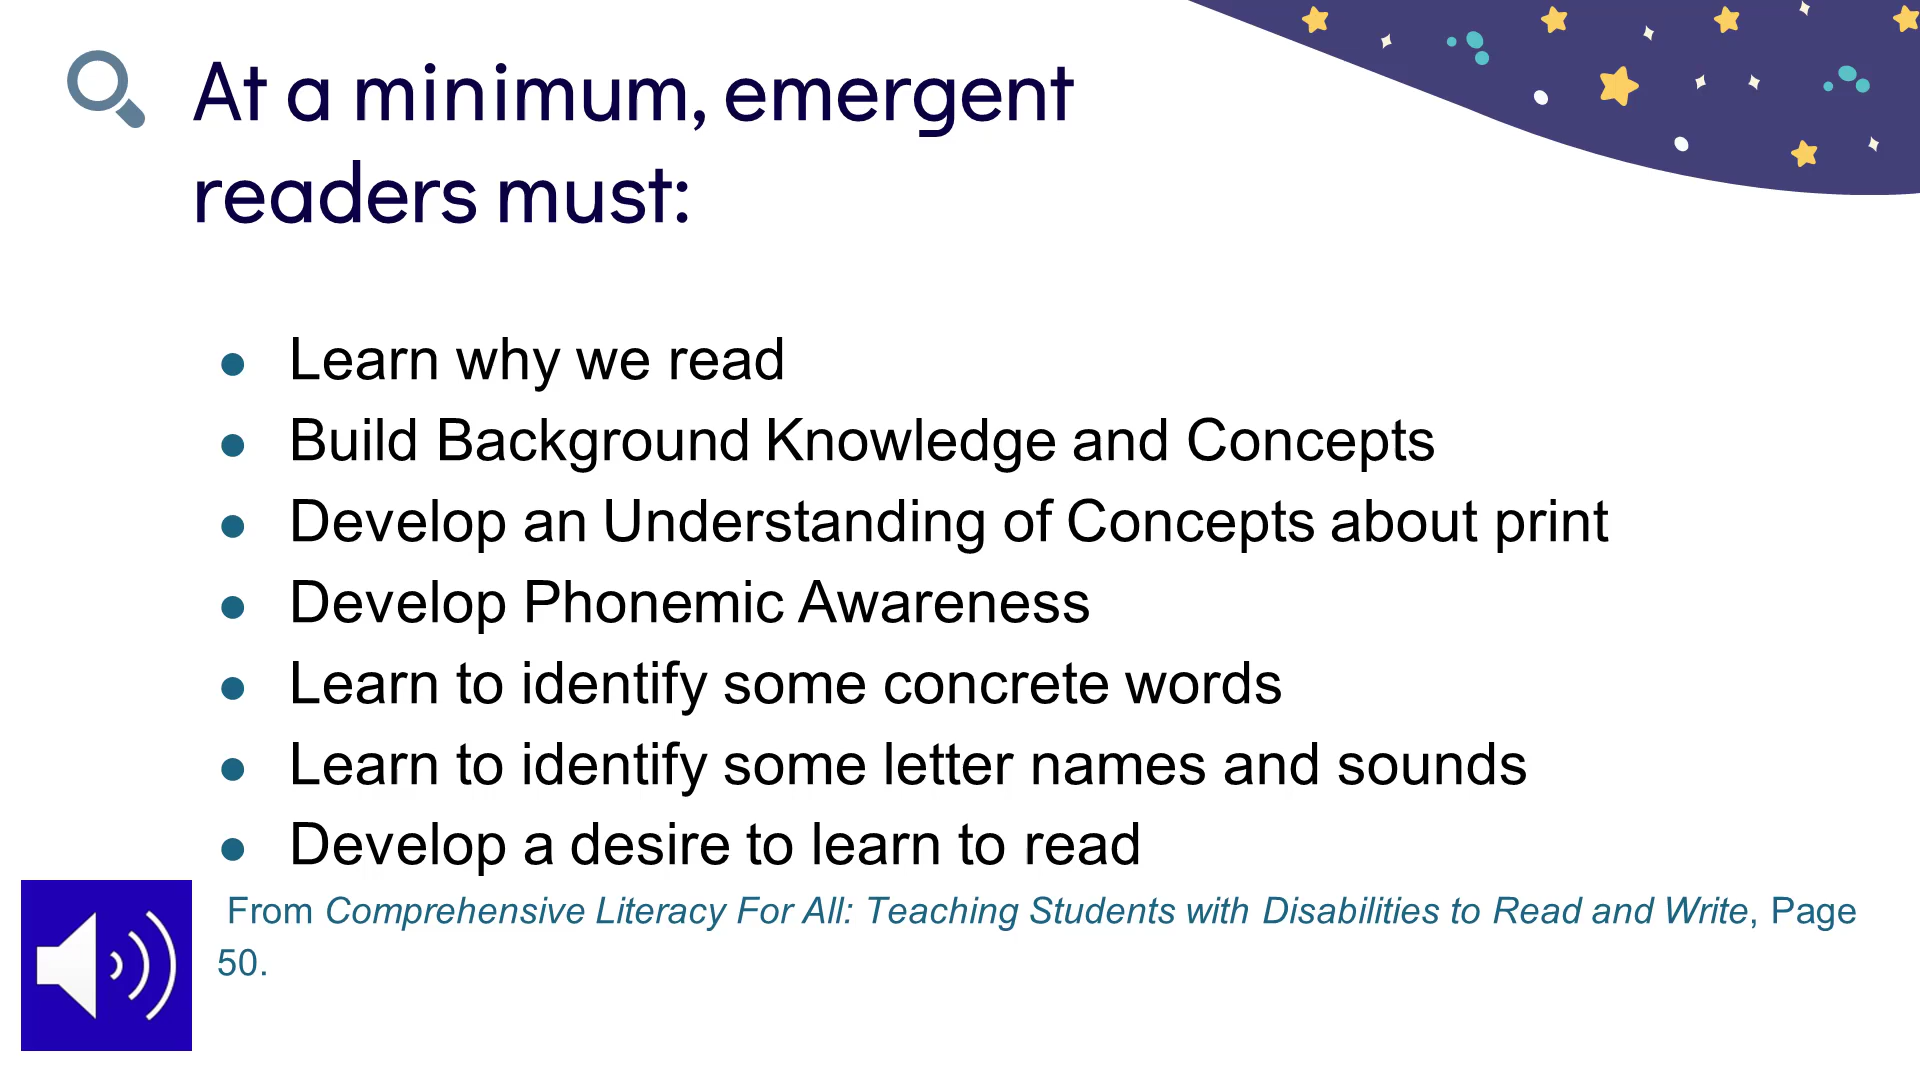 At a minimum, emergent
readers must:
● Learn why we read
● Build Background Knowledge and Concepts
● Develop an Understanding of Concepts about print
● Develop Phonemic Awareness
● Learn to identify some concrete words
● Learn to identify some letter names and sounds
● Develop a desire to learn to read
From Comprehensive Literacy For All: Teaching Students with Disabilities to Read and Write, Page
50.